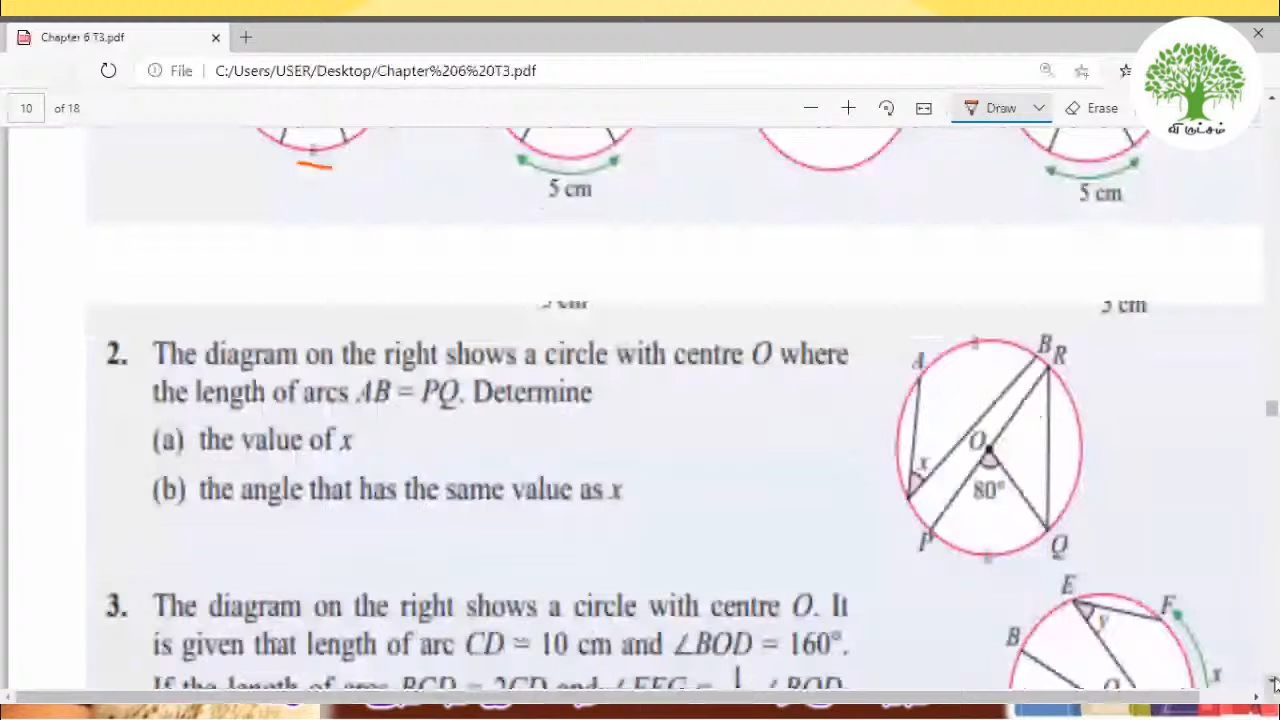 Chapter 6 T3.pdf
File C:/Users/USER/Desktop/Chapter%206%20T3.pdf
10 of 18 Draw Erase
விருட்சம்
5 cm 5 cm
2. The diagram on the right shows a circle with centre O where
the length of arcs AB = PQ. Determine
(a) the value of x
(b) the angle that has the same value as x
A B R
x O
80°
P Q
3. The diagram on the right shows a circle with centre O. It
is given that length of arc CD = 10 cm and ∠BOD = 160°.
E F
y
B
x